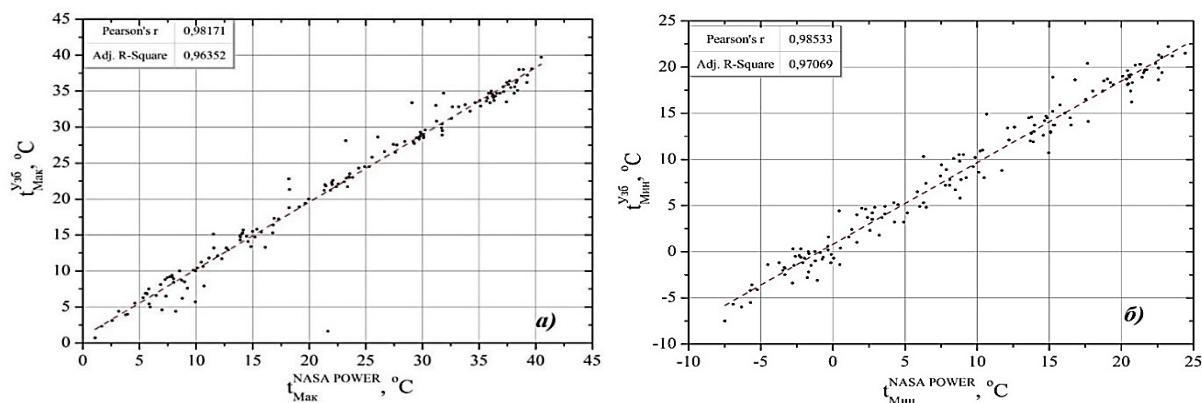 Pearson's r 0,98171
Adj. R-Square 0,96352
45
40
35
30
25
20
15
10
5
0
t Мак Узб, °C
а)
0 5 10 15 20 25 30 35 40 45
t Мак NASA POWER, °C
Pearson's r 0,98533
Adj. R-Square 0,97069
25
20
15
10
5
0
-5
-10
t Мин Узб, °C
б)
-10 -5 0 5 10 15 20 25
t Мин NASA POWER, °C